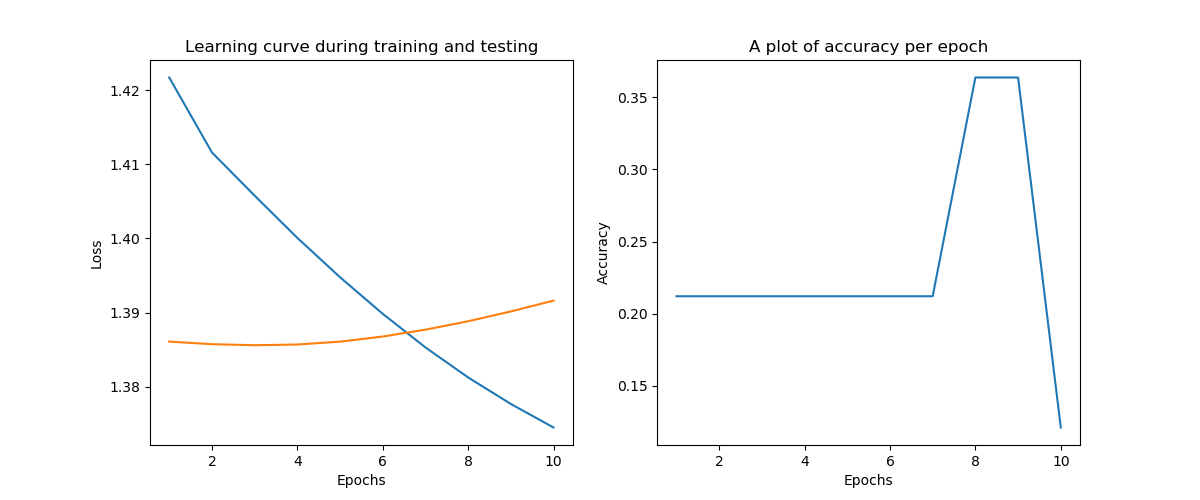 Learning curve during training and testing
1.42
1.41
1.40
1.39
1.38
Loss
2 4 6 8 10
Epochs
A plot of accuracy per epoch
0.35
0.30
0.25
0.20
0.15
Accuracy
2 4 6 8 10
Epochs